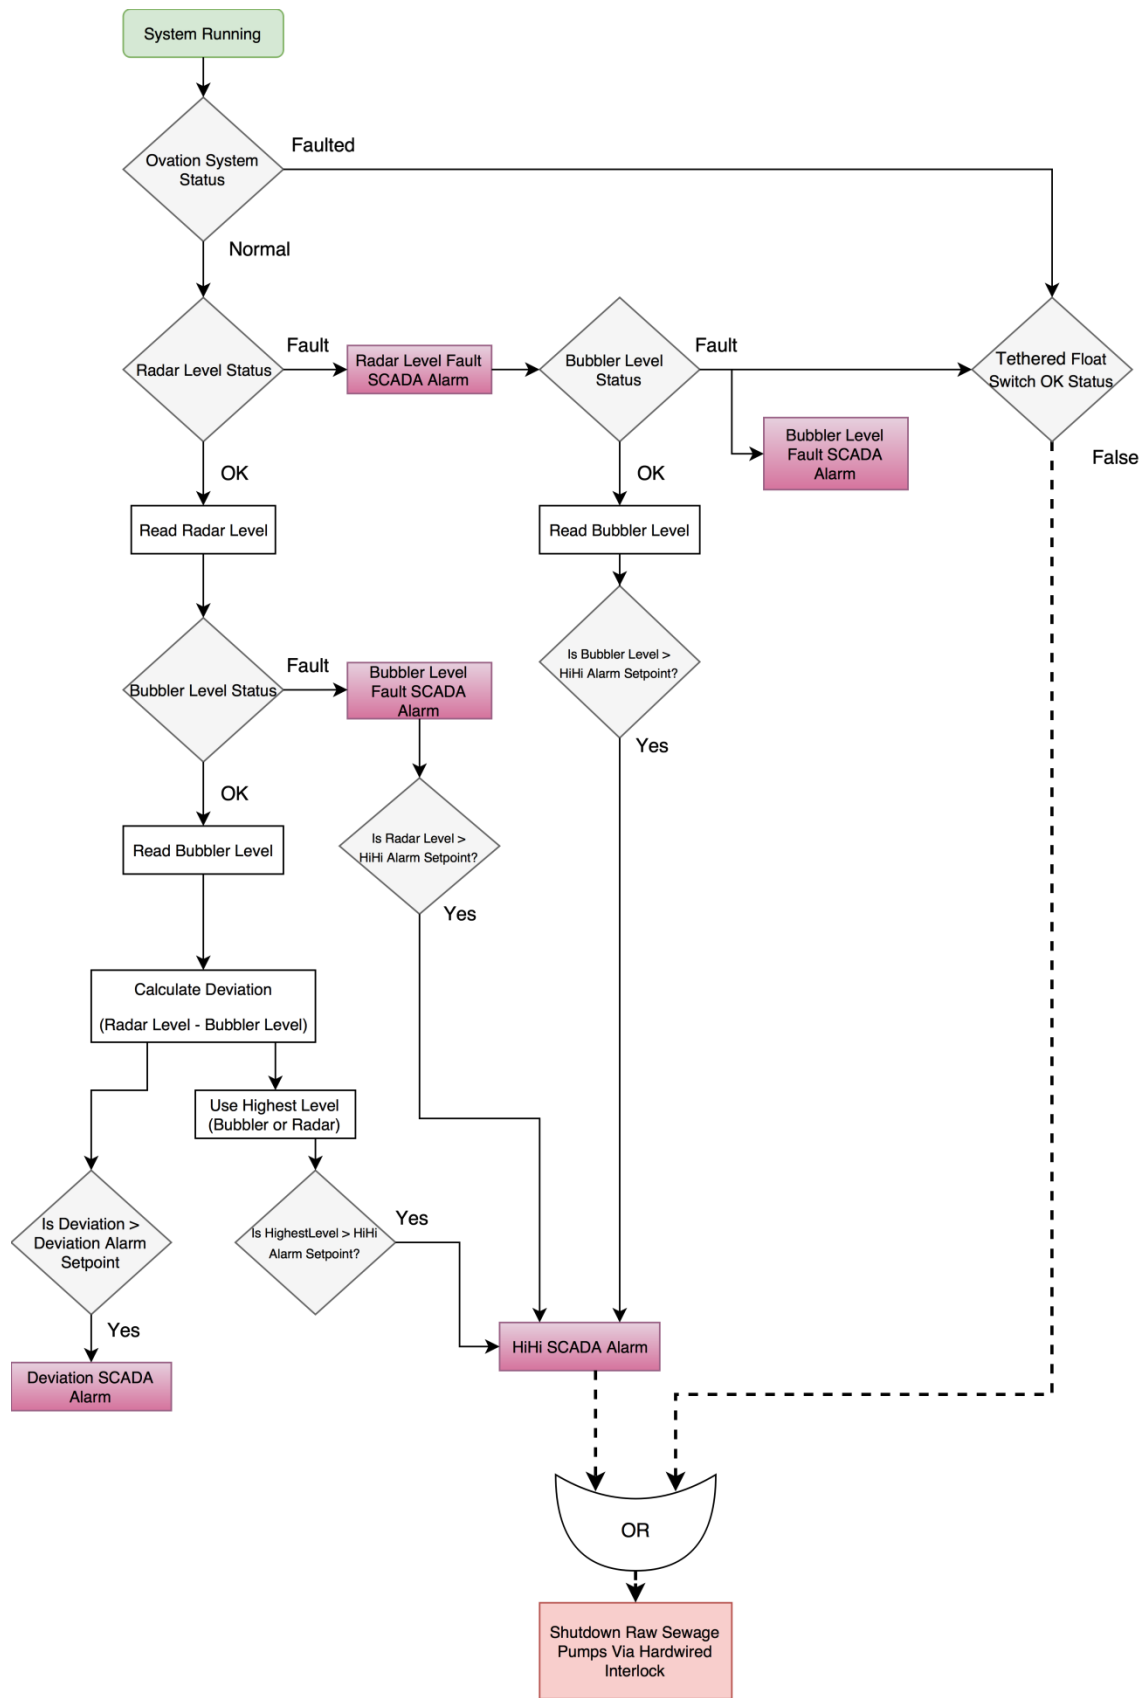 System Running
Ovation System
Status
Faulted
Normal
Radar Level Status
Fault
Radar Level Fault
SCADA Alarm
Bubbler Level
Status
Fault
Tethered Float
Switch OK Status
Bubbler Level
Fault SCADA
Alarm
False
OK
OK
Read Radar Level
Read Bubbler Level
Is Bubbler Level >
HiHi Alarm Setpoint?
Bubbler Level Status
Fault
Bubbler Level
Fault SCADA
Alarm
Yes
OK
Read Bubbler Level
Is Radar Level >
HiHi Alarm Setpoint?
Yes
Calculate Deviation
(Radar Level - Bubbler Level)
Use Highest Level
(Bubbler or Radar)
Is Deviation >
Deviation Alarm
Setpoint
Is HighestLevel > HiHi
Alarm Setpoint?
Yes
Yes
HiHi SCADA Alarm
Deviation SCADA
Alarm
OR
Shutdown Raw Sewage
Pumps Via Hardwired
Interlock